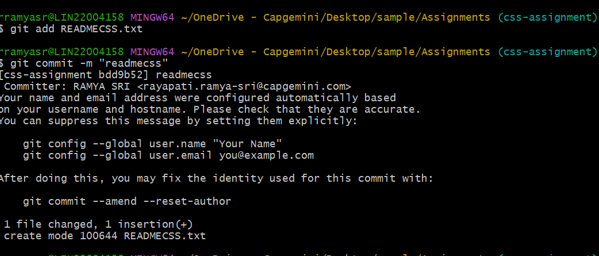 rramyasr@LIN22004158 MINGW64 ~/OneDrive - Capgemini/Desktop/sample/Assignments (css-assignment)
$ git add READMECSS.txt
rramyasr@LIN22004158 MINGW64 ~/OneDrive - Capgemini/Desktop/sample/Assignments (css-assignment)
$ git commit -m "readmecss"
[css-assignment bdd9b52] readmecss
Committer: RAMYA SRI <rayapati.ramya-sri@capgemini.com>
Your name and email address were configured automatically based
on your username and hostname. Please check that they are accurate.
You can suppress this message by setting them explicitly:
git config --global user.name "Your Name"
git config --global user.email you@example.com
After doing this, you may fix the identity used for this commit with:
git commit --amend --reset-author
1 file changed, 1 insertion(+)
create mode 100644 READMECSS.txt